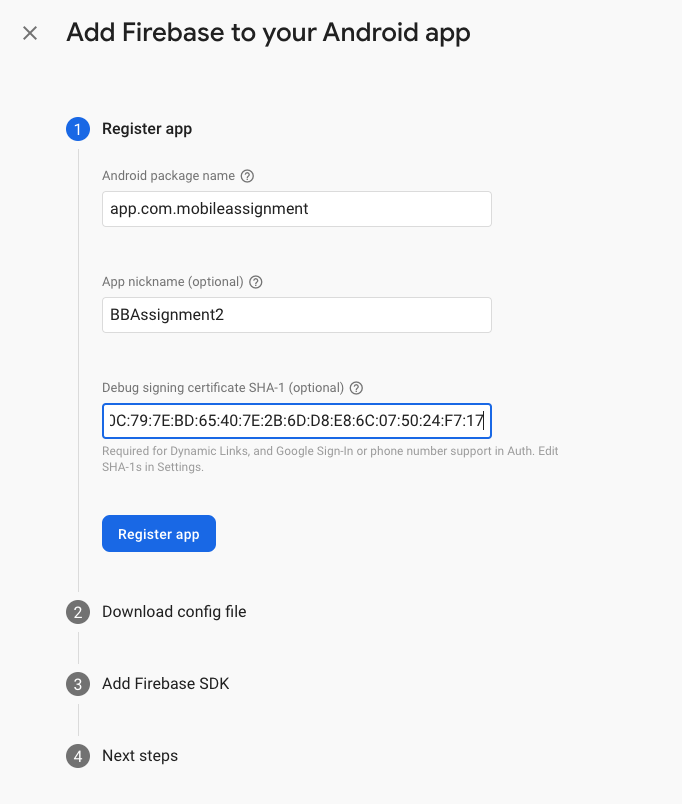 Add Firebase to your Android app
1 Register app
Android package name ?
app.com.mobileassignment
App nickname (optional) ?
BBAssignment2
Debug signing certificate SHA-1 (optional) ?
C:79:7E:BD:65:40:7E:2B:6D:D8:E8:6C:07:50:24:F7:17
Required for Dynamic Links, and Google Sign-In or phone number support in Auth. Edit
SHA-1s in Settings.
Register app
2 Download config file
3 Add Firebase SDK
4 Next steps